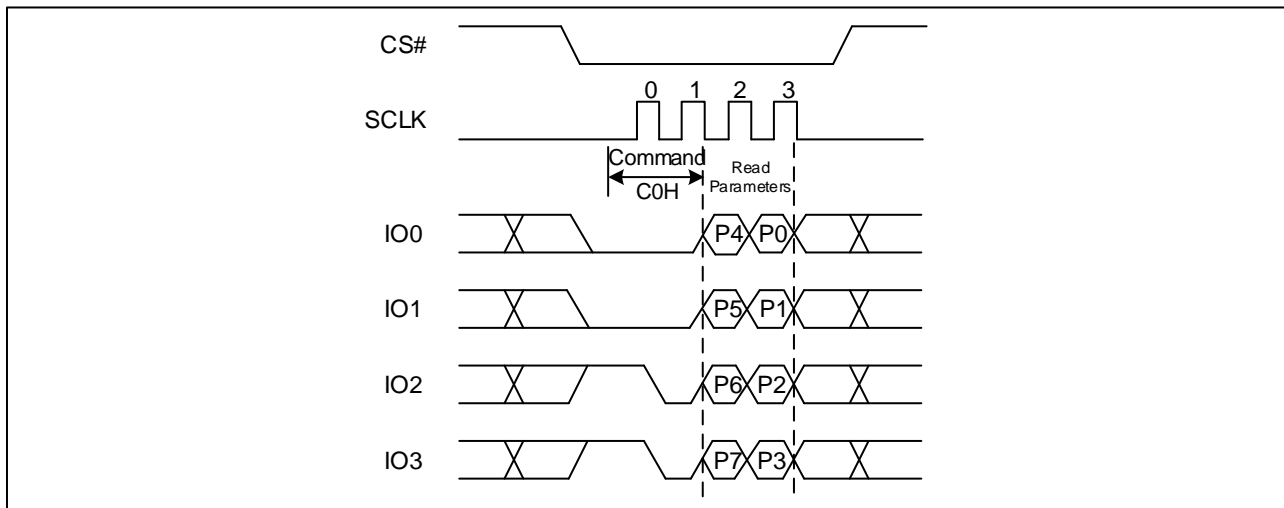 CS#
0 1 2 3
SCLK
Command
C0H
Read
Parameters
IO0 P4 P0
IO1 P5 P1
IO2 P6 P2
IO3 P7 P3